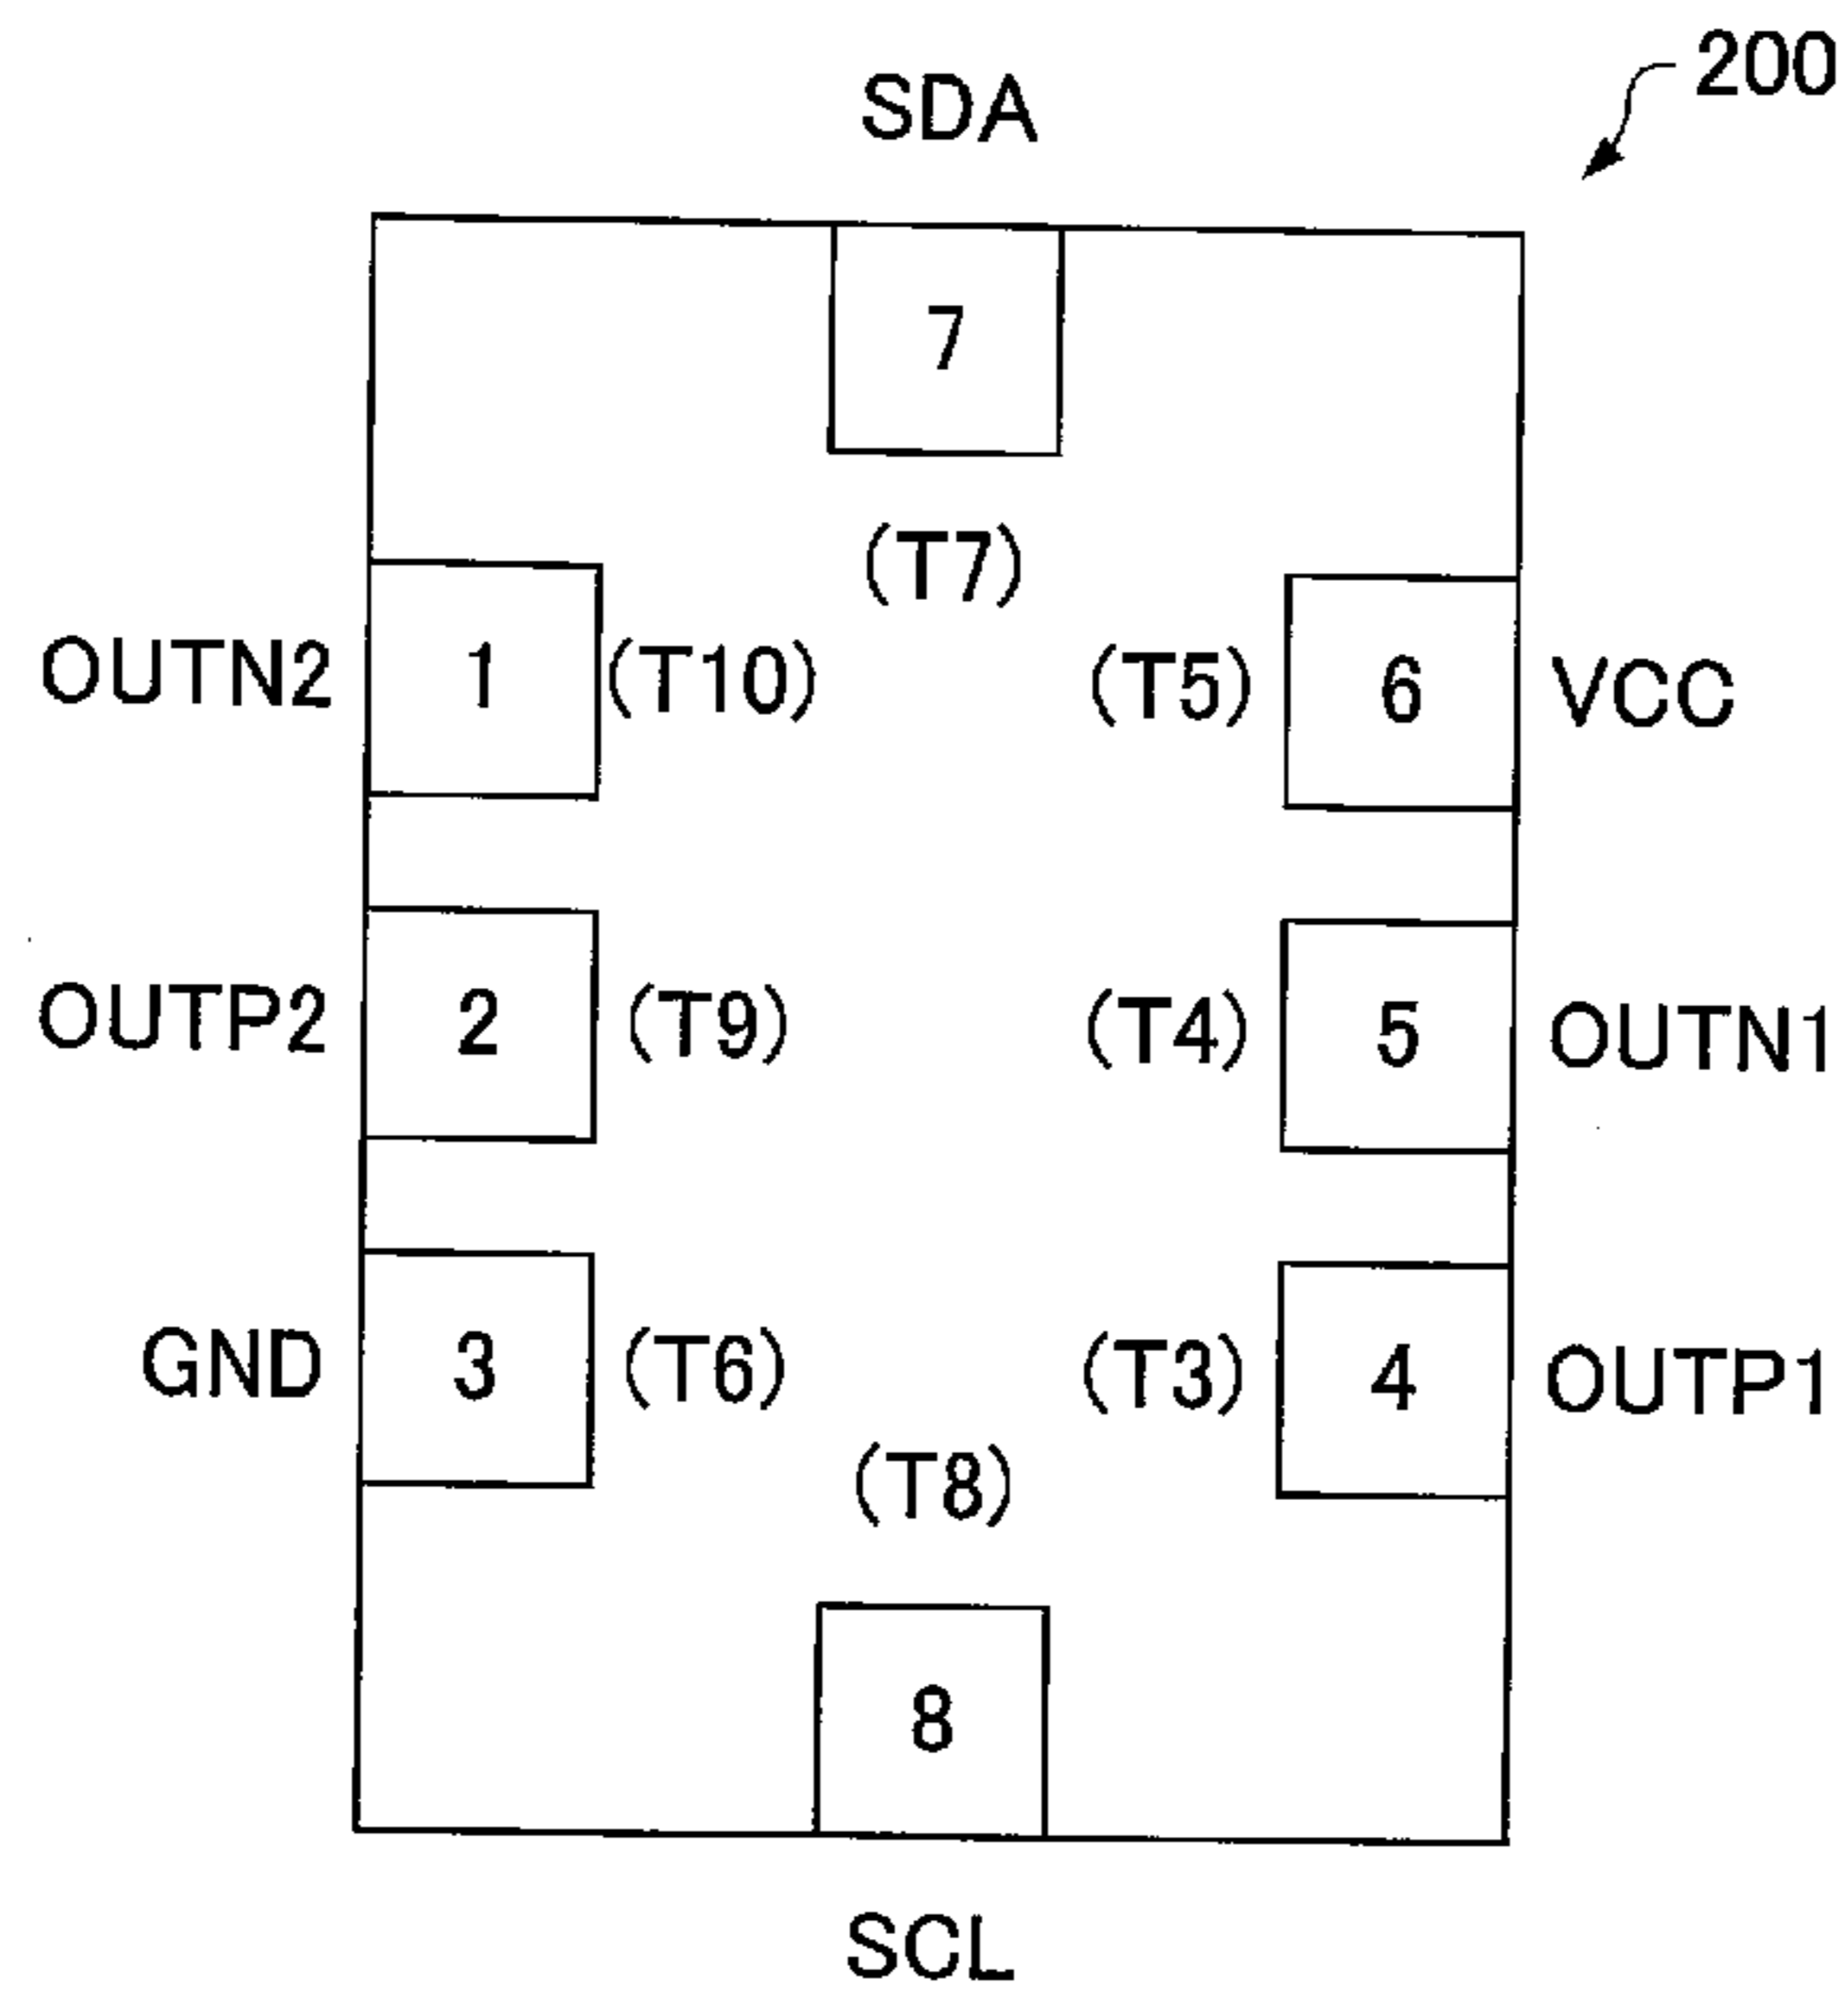 200
SDA
7
(T7)
OUTN2 1 (T10) (T5) 6 VCC
OUTP2 2 (T9) (T4) 5 OUTN1
GND 3 (T6) (T3) 4 OUTP1
(T8)
8
SCL